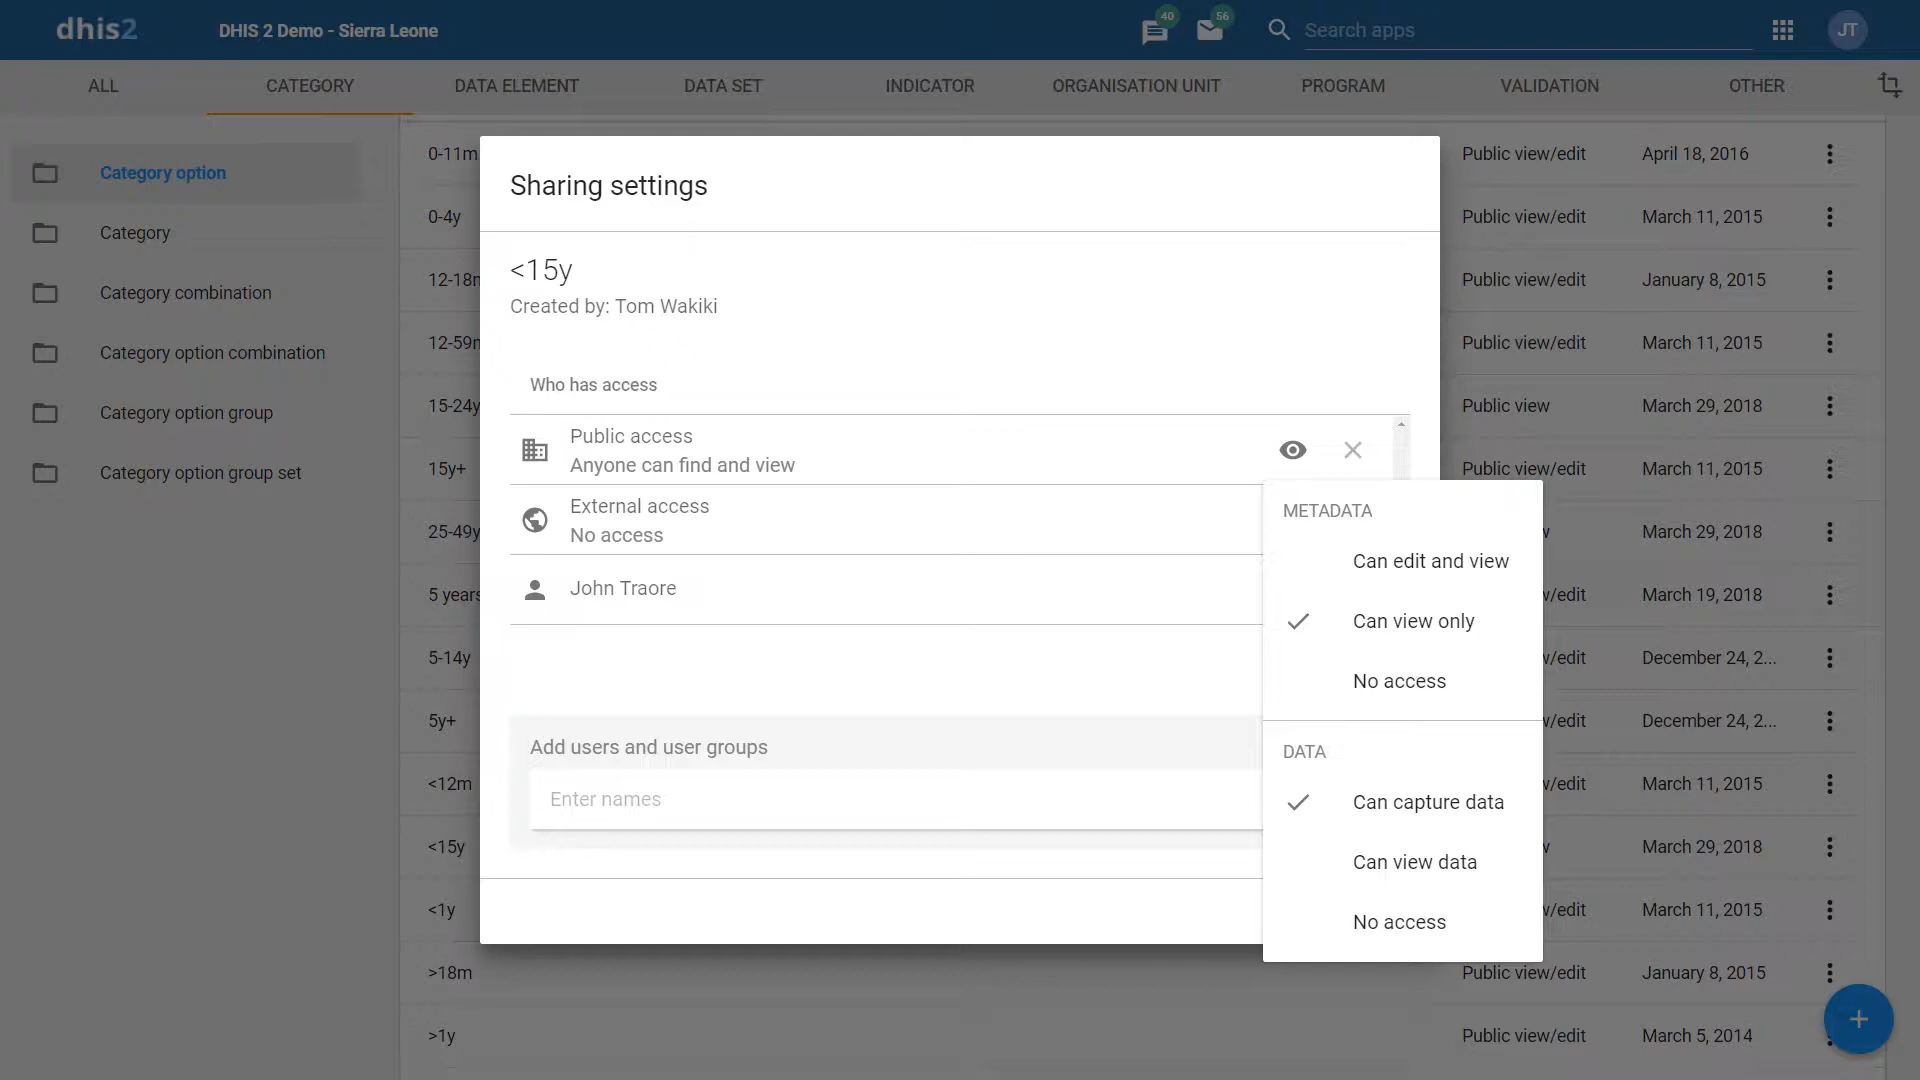 dhis2
DHIS 2 Demo - Sierra Leone
40
56
Search apps
JT
ALL
CATEGORY
DATA ELEMENT
DATA SET
INDICATOR
ORGANISATION UNIT
PROGRAM
VALIDATION
OTHER
Category option
Category
Category combination
Category option combination
Category option group
Category option group set
0-11m Public view/edit April 18, 2016
0-4y Public view/edit March 11, 2015
12-18m Public view/edit January 8, 2015
12-59m Public view/edit March 11, 2015
15-24y Public view March 29, 2018
15y+ Public view/edit March 11, 2015
25-49y March 29, 2018
5 years /edit March 19, 2018
5-14y /edit December 24, 2...
5y+ /edit December 24, 2...
<12m /edit March 11, 2015
<15y March 29, 2018
<1y /edit March 11, 2015
>18m Public view/edit January 8, 2015
>1y Public view/edit March 5, 2014
Sharing settings
<15y
Created by: Tom Wakiki
Who has access
Public access
Anyone can find and view
External access
No access
John Traore
Add users and user groups
Enter names
METADATA
Can edit and view
Can view only
No access
DATA
Can capture data
Can view data
No access